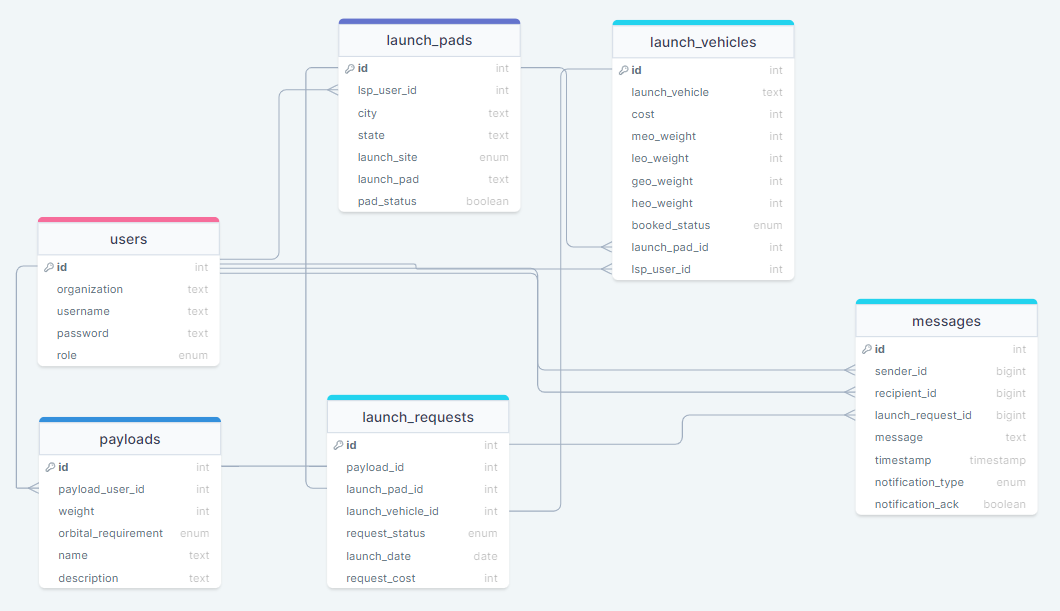 launch_pads
id int
lsp_user_id int
city text
state text
launch_site enum
launch_pad text
pad_status boolean
launch_vehicles
id int
launch_vehicle text
cost int
meo_weight int
leo_weight int
geo_weight int
heo_weight int
booked_status enum
launch_pad_id int
lsp_user_id int
users
id int
organization text
username text
password text
role enum
messages
id int
sender_id bigint
recipient_id bigint
launch_request_id bigint
message text
timestamp timestamp
notification_type enum
notification_ack boolean
payloads
id int
payload_user_id int
weight int
orbital_requirement enum
name text
description text
launch_requests
id int
payload_id int
launch_pad_id int
launch_vehicle_id int
request_status enum
launch_date date
request_cost int